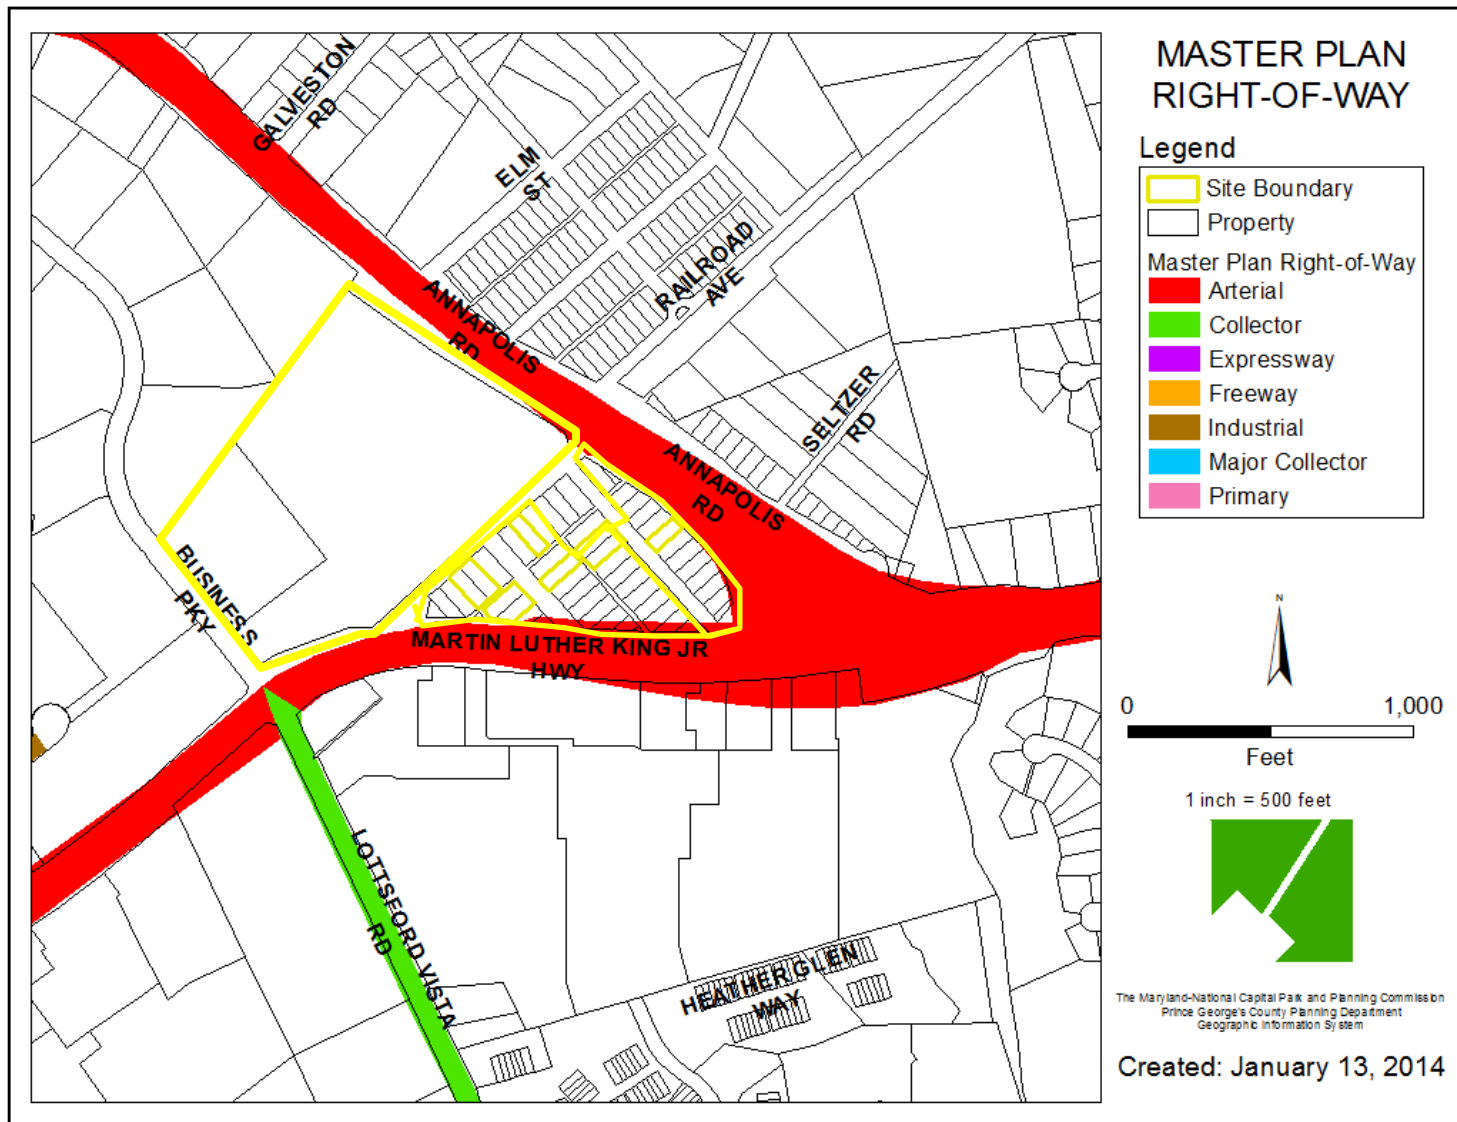 MASTER PLAN
RIGHT-OF-WAY
Legend
Site Boundary
Property
Master Plan Right-of-Way
Arterial
Collector
Expressway
Freeway
Industrial
Major Collector
Primary
N
0 1,000
Feet
1 inch = 500 feet
The Maryland-National Capital Park and Planning Commission
Prince George's County Planning Department
Geographic Information System
Created: January 13, 2014
GALVESTON
RD
ELM
ST
RAILROAD
AVE
ANNAPOLIS
RD
SELTZER
RD
ANNAPOLIS
RD
BUSINESS
PKY
MARTIN LUTHER KING JR
HWY
LOTTSFORD VISTA
RD
HEATHER GLEN
WAY